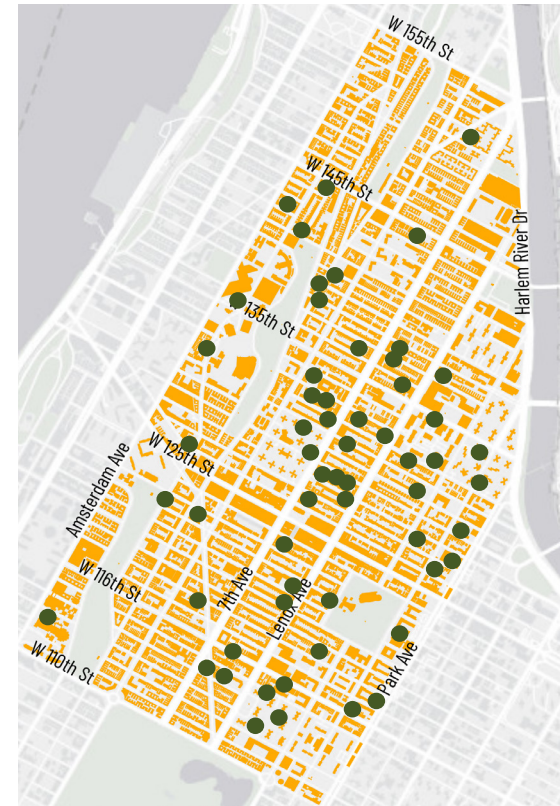 W 155th St
W 145th St
Harlem River Dr
W 135th St
W 125th St
Amsterdam Ave
W 116th St
7th Ave
Lenox Ave
W 110th St
Park Ave